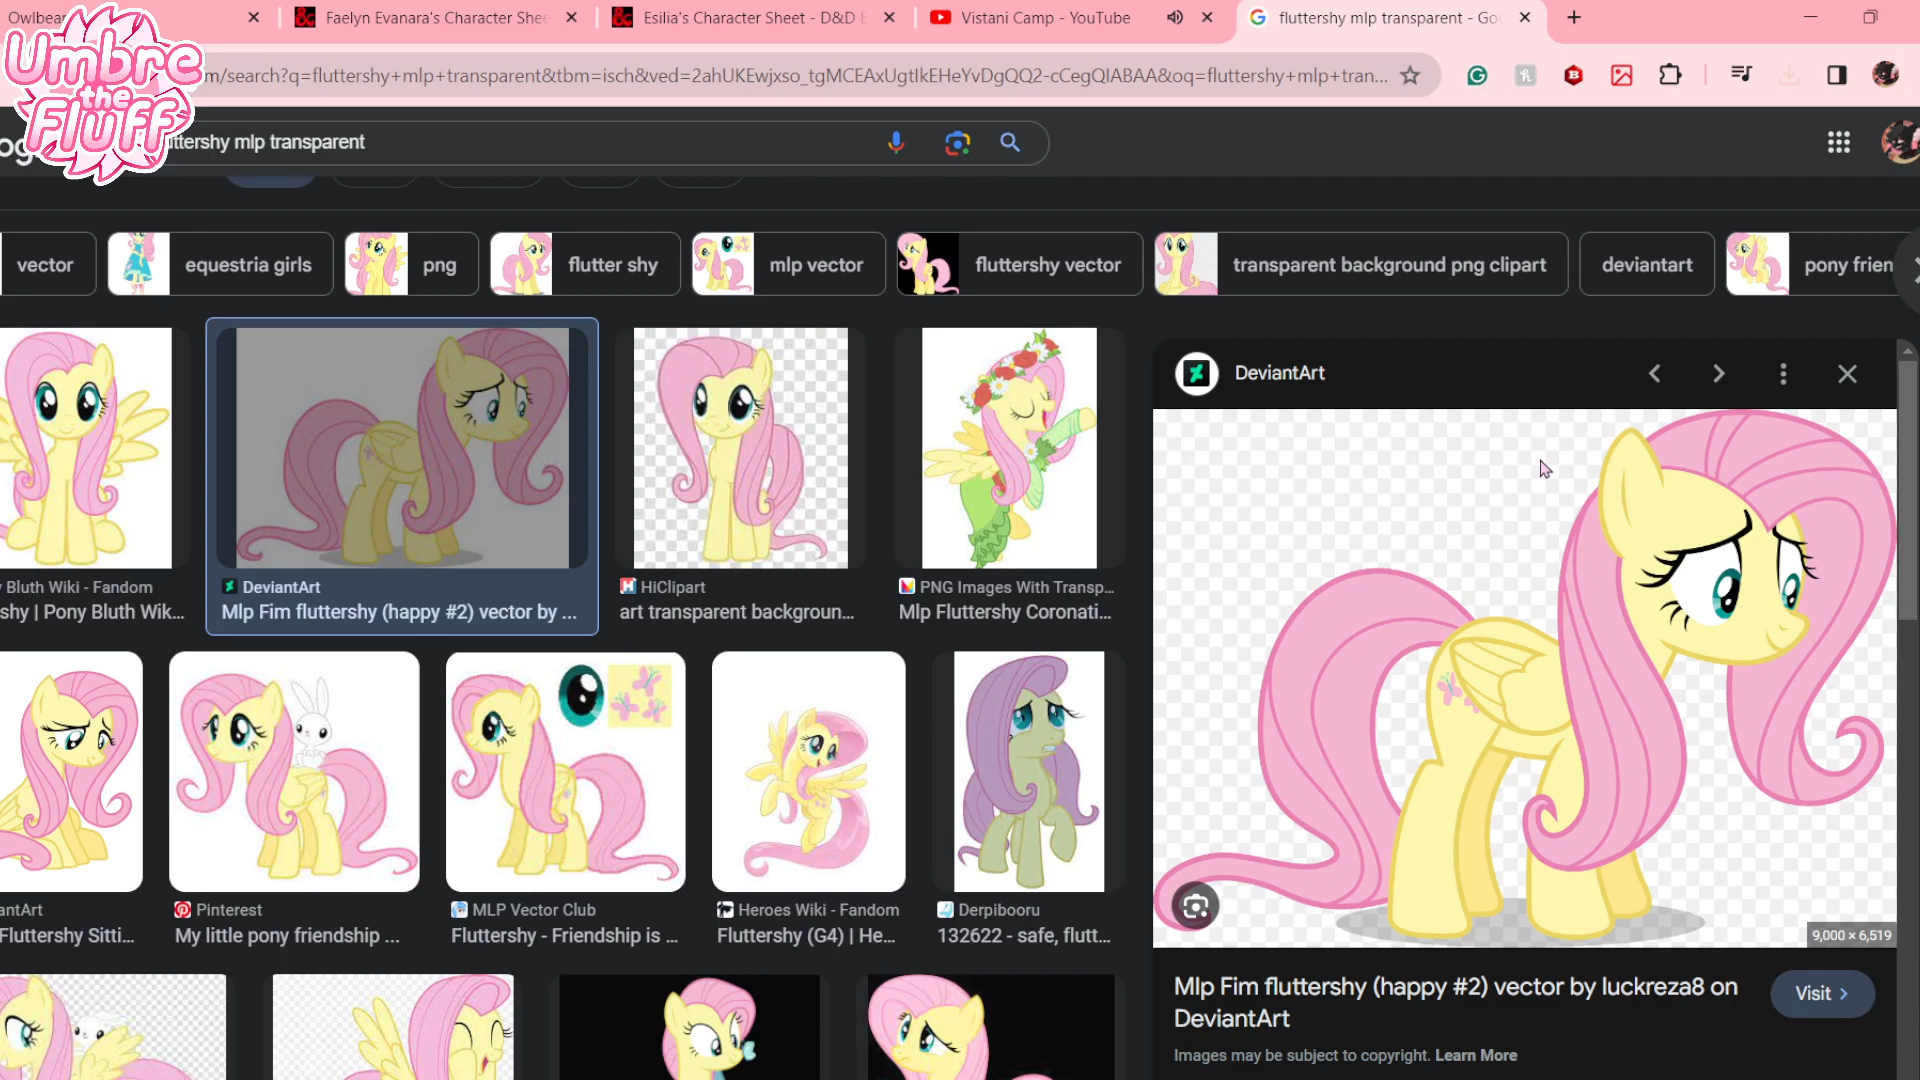 Owlbear
Faelyn Evanara's Character Shee
Esilia's Character Sheet - D&D B
Vistani Camp - YouTube
fluttershy mlp transparent - Goo
Umbre
the
Fluff
m/search?q=fluttershy+mlp+transparent&tbm=isch&ved=2ahUKEwjxso_tgMCEAxUgtIkEHeYvDgQQ2-cCegQIABAA&oq=fluttershy+mlp+tran...
uttershy mlp transparent
vector
equestria girls
png
flutter shy
mlp vector
fluttershy vector
transparent background png clipart
deviantart
pony frien
DeviantArt
y Bluth Wiki - Fandom
shy | Pony Bluth Wik...
DeviantArt
Mlp Fim fluttershy (happy #2) vector by ...
HiClipart
art transparent backgroun...
PNG Images With Transp...
Mlp Fluttershy Coronati...
antArt
Fluttershy Sitti...
Pinterest
My little pony friendship ...
MLP Vector Club
Fluttershy - Friendship is ...
Heroes Wiki - Fandom
Fluttershy (G4) | He...
Derpibooru
132622 - safe, flutt...
9,000 × 6,519
Mlp Fim fluttershy (happy #2) vector by luckreza8 on
DeviantArt
Visit
Images may be subject to copyright. Learn More